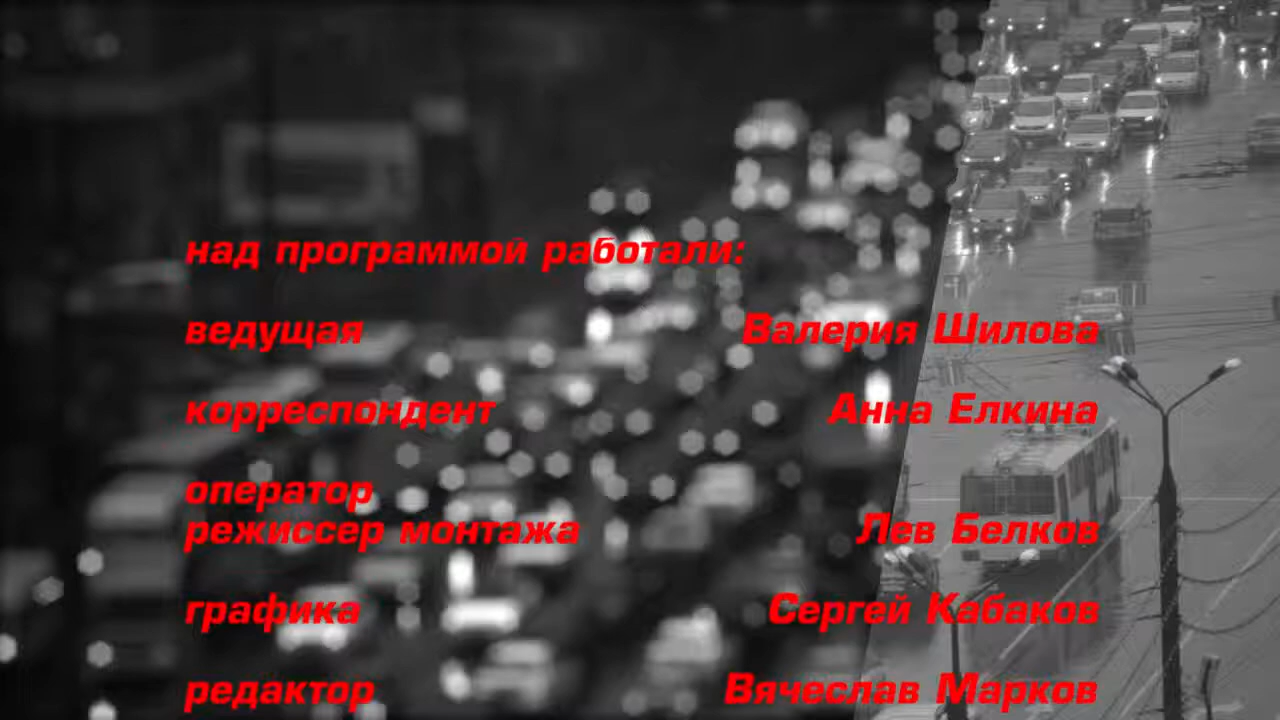 над программой работали:
ведущая Валерия Шилова
корреспондент Анна Елкина
оператор
режиссер монтажа Лев Белков
графика Сергей Кабаков
редактор Вячеслав Марков